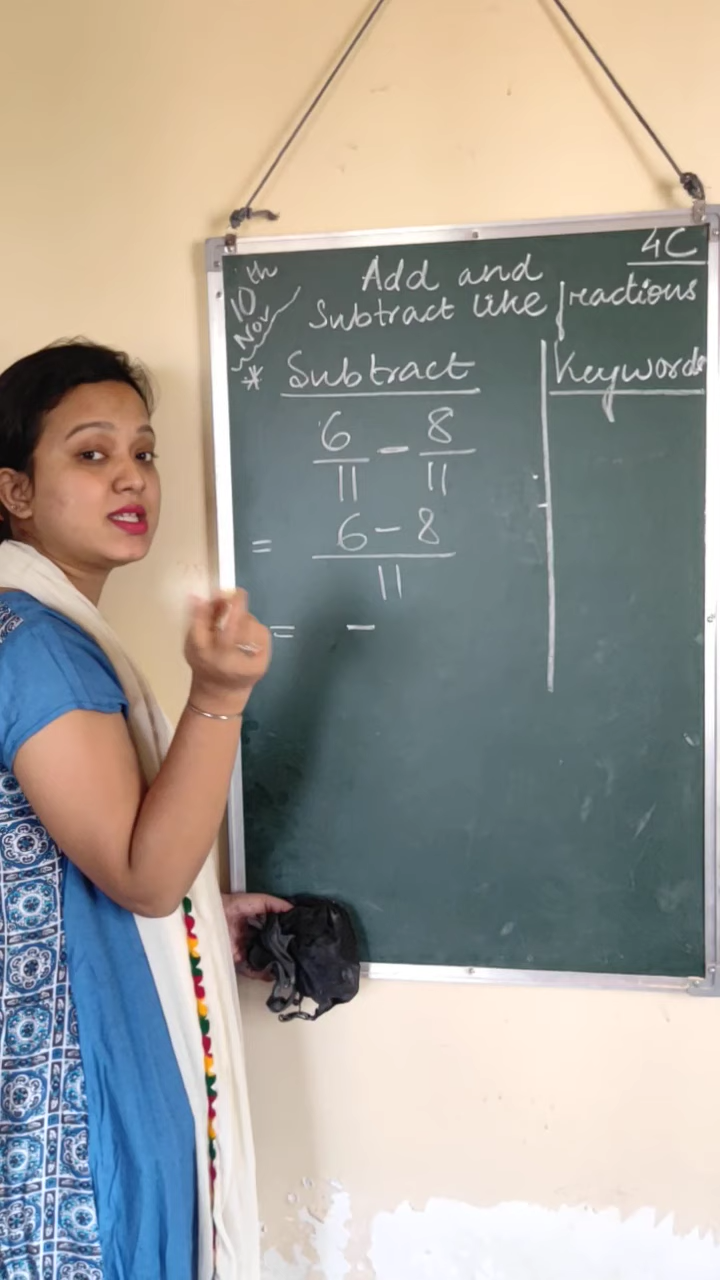 4C
10th Nov
Add and
Subtract like fractions
* Subtract
6/11 - 8/11
= 6-8/11
= -
Keywords